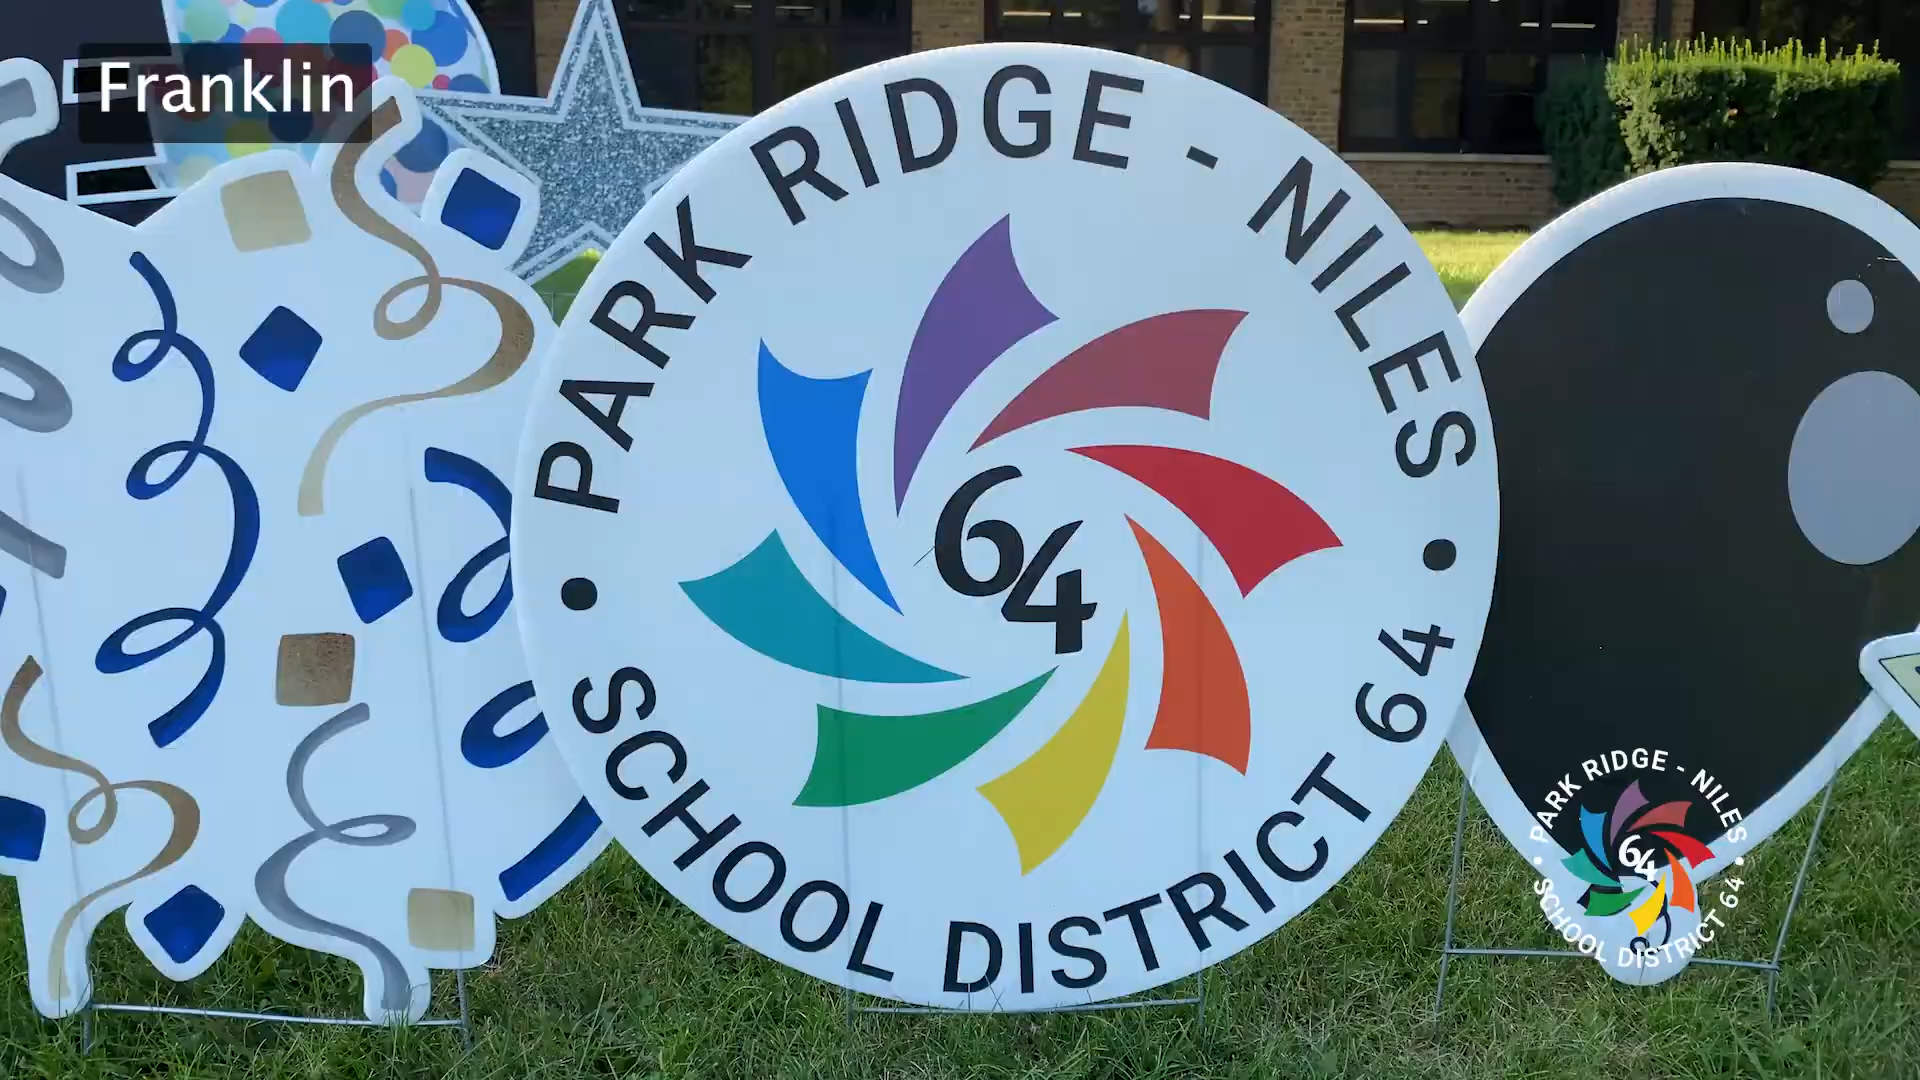 Franklin
PARK RIDGE - NILES
64
• SCHOOL DISTRICT 64 •
PARK RIDGE - NILES
64
• SCHOOL DISTRICT 64 •